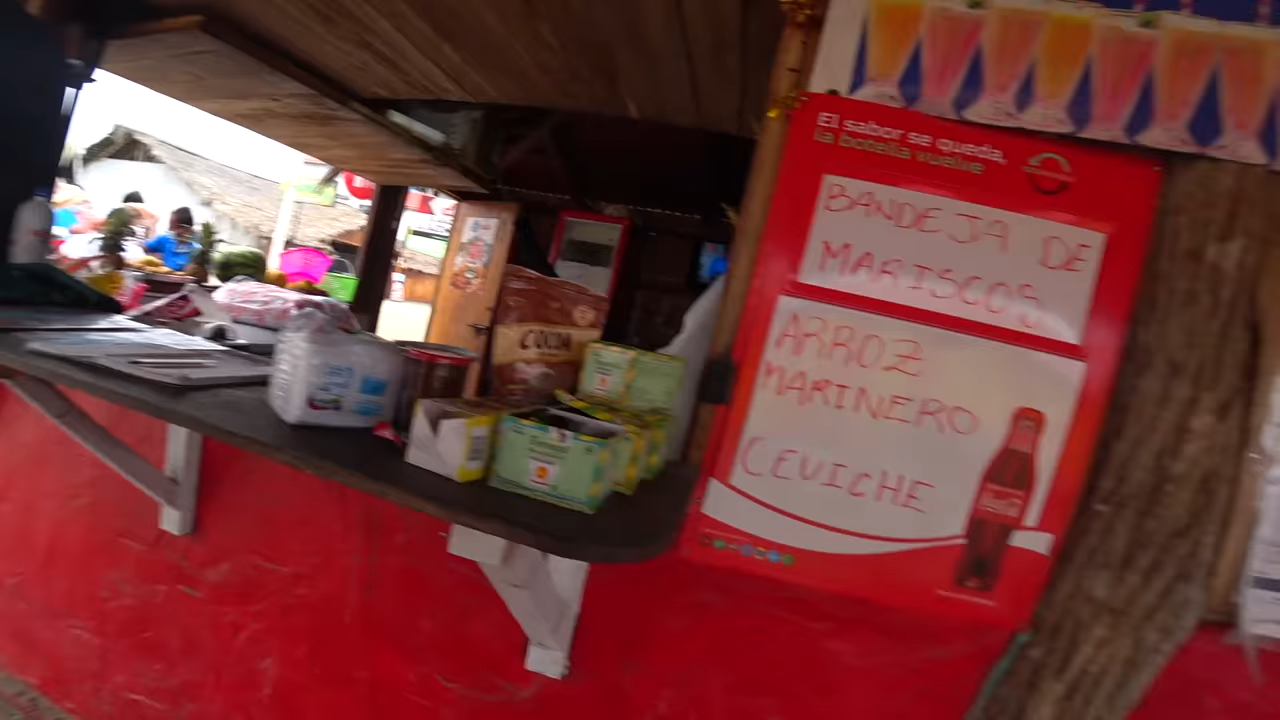 El sabor se queda,
la botella vuelve
BANDEJA DE
MARISCOS
ARROZ
MARINERO
CEVICHE
COCOA